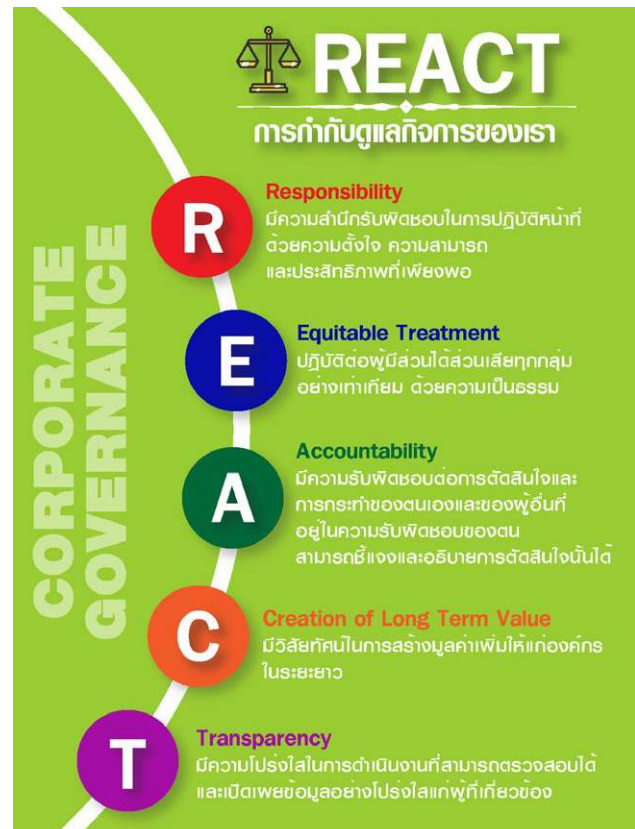 REACT
การกำกับดูแลกิจการของเรา
CORPORATE
GOVERNANCE
R
Responsibility
มีความสำนึกรับผิดชอบในการปฏิบัติหน้าที่
ด้วยความตั้งใจ ความสามารถ
และประสิทธิภาพที่เพียงพอ
E
Equitable Treatment
ปฏิบัติต่อผู้มีส่วนได้ส่วนเสียทุกกลุ่ม
อย่างเท่าเทียม ด้วยความเป็นธรรม
A
Accountability
มีความรับผิดชอบต่อการตัดสินใจและ
การกระทำของตนเองและของผู้อื่นที่
อยู่ในความรับผิดชอบของตน
สามารถชี้แจงและอธิบายการตัดสินใจนั้นได้
C
Creation of Long Term Value
มีวิสัยทัศน์ในการสร้างมูลค่าเพิ่มให้แก่องค์กร
ในระยะยาว
T
Transparency
มีความโปร่งใสในการดำเนินงานที่สามารถตรวจสอบได้
และเปิดเผยข้อมูลอย่างโปร่งใสแก่ผู้ที่เกี่ยวข้อง